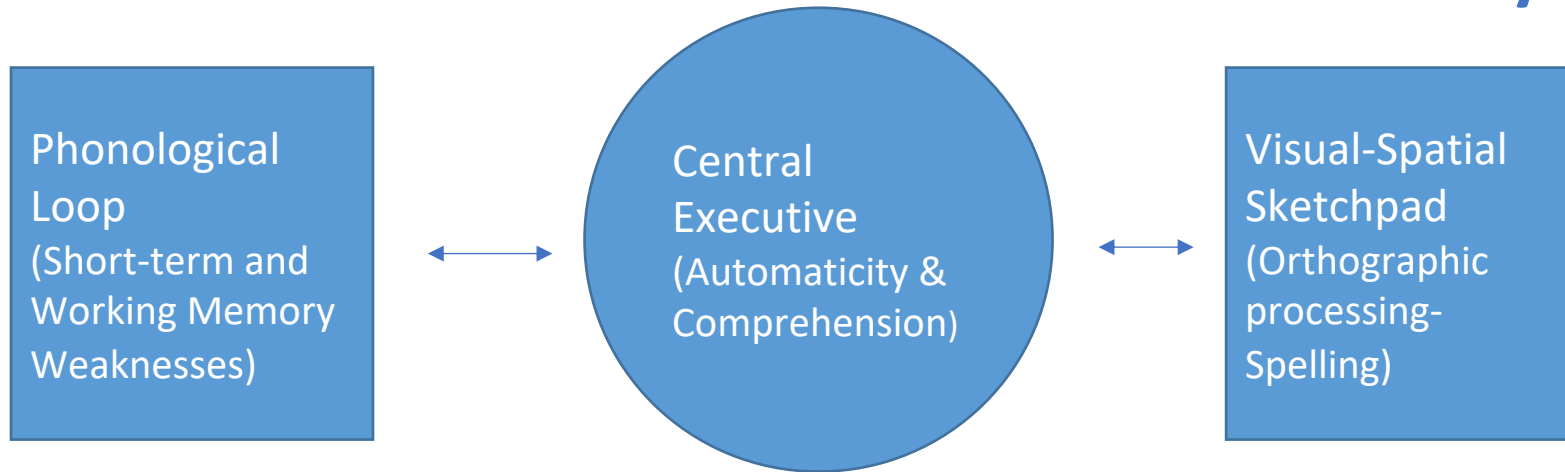 Phonological
Loop
(Short-term and
Working Memory
Weaknesses)
Central
Executive
(Automaticity &
Comprehension)
Visual-Spatial
Sketchpad
(Orthographic
processing-
Spelling)